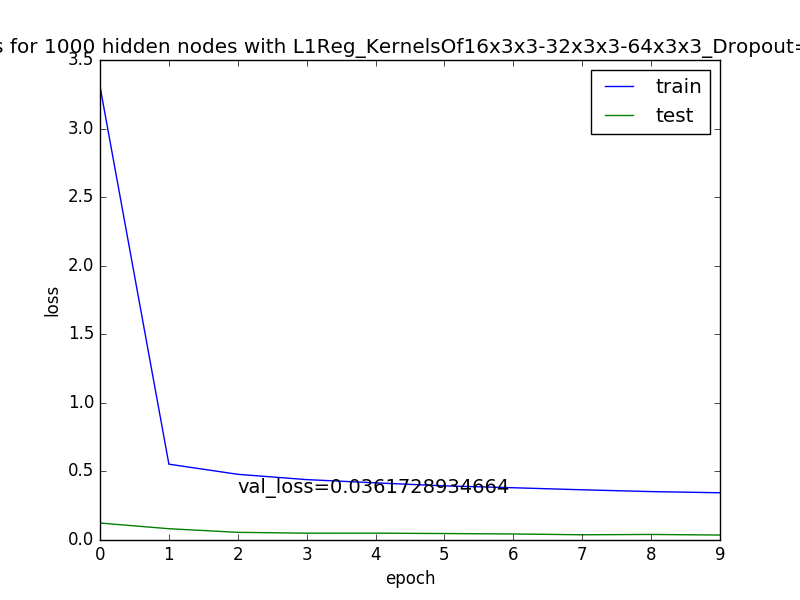 s for 1000 hidden nodes with L1Reg_KernelsOf16x3x3-32x3x3-64x3x3_Dropout=
3.5
train
test
3.0
2.5
2.0
loss
1.5
1.0
0.5
val_loss=0.0361728934664
0.0
0 1 2 3 4 5 6 7 8 9
epoch